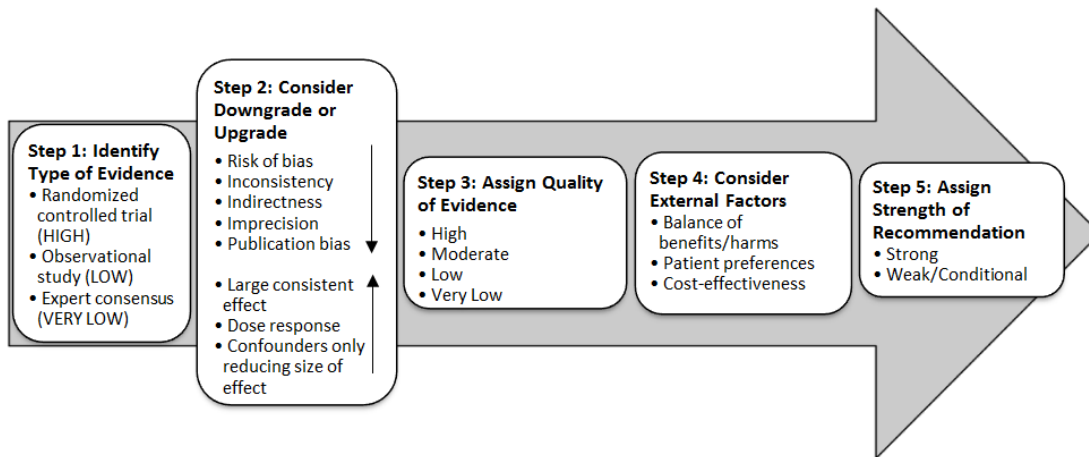 Step 1: Identify
Type of Evidence
• Randomized
controlled trial
(HIGH)
• Observational
study (LOW)
• Expert consensus
(VERY LOW)
Step 2: Consider
Downgrade or
Upgrade
• Risk of bias
• Inconsistency
• Indirectness
• Imprecision
• Publication bias
• Large consistent
effect
• Dose response
• Confounders only
reducing size of
effect
Step 3: Assign Quality
of Evidence
• High
• Moderate
• Low
• Very Low
Step 4: Consider
External Factors
• Balance of
benefits/harms
• Patient preferences
• Cost-effectiveness
Step 5: Assign
Strength of
Recommendation
• Strong
• Weak/Conditional